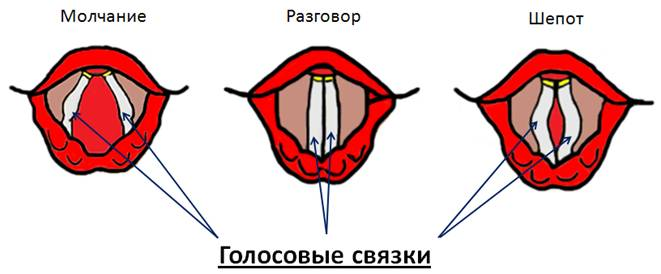 Молчание
Разговор
Шепот
Голосовые связки